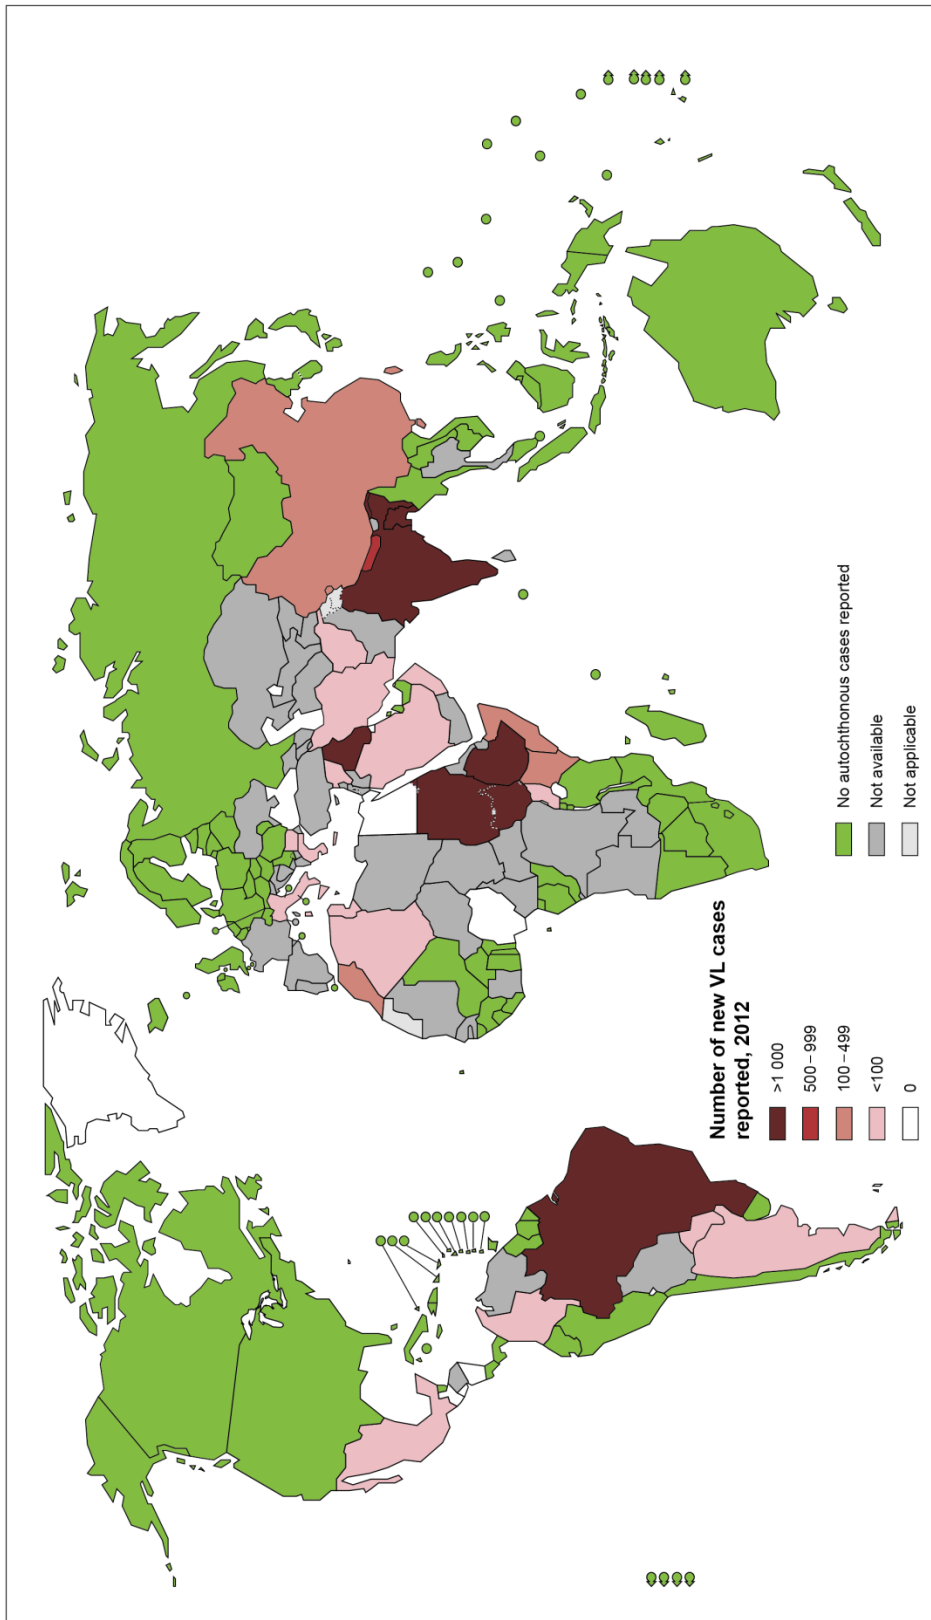 Number of new VL cases
reported, 2012
>1 000
500–999
100–499
<100
0
No autochthonous cases reported
Not available
Not applicable